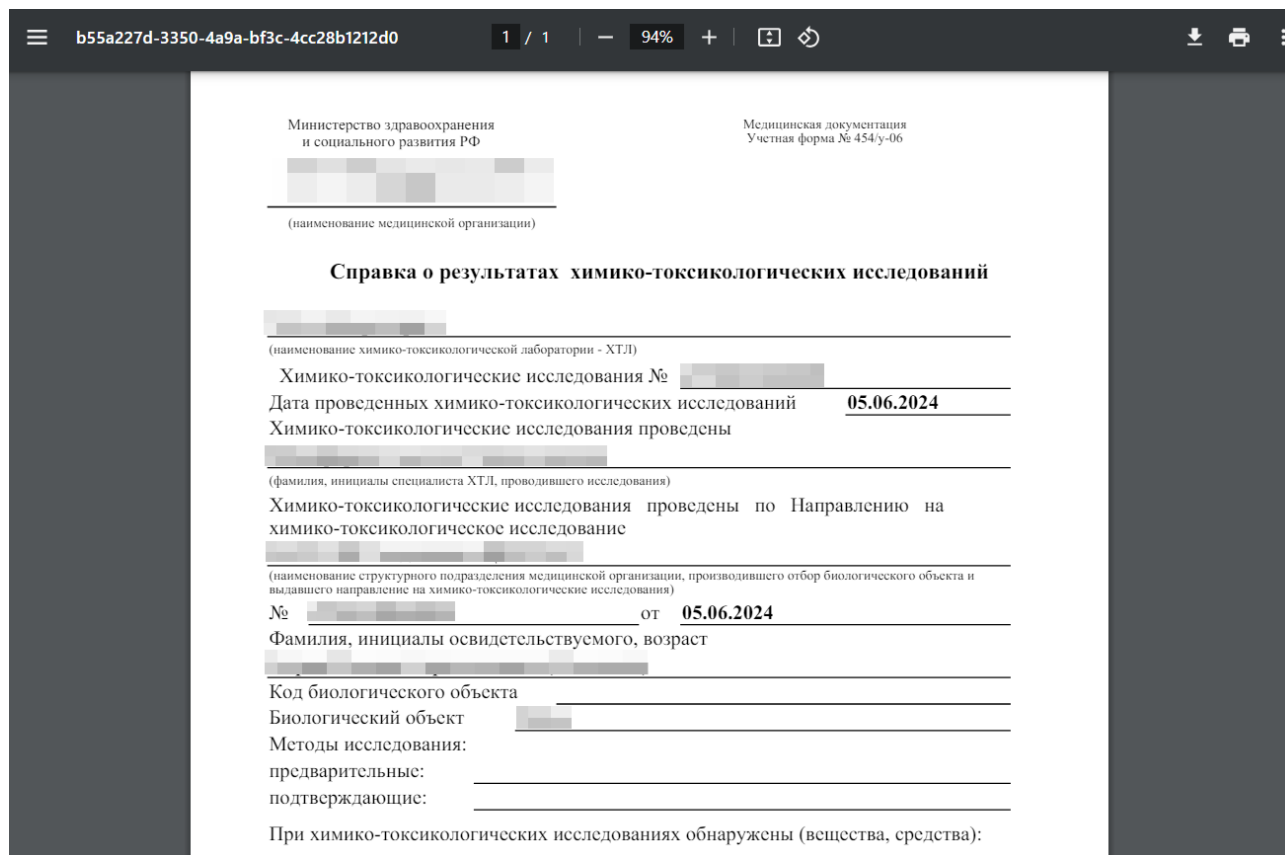 b55a227d-3350-4a9a-bf3c-4cc28b1212d0 1 / 1 94%
Министерство здравоохранения
и социального развития РФ
Медицинская документация
Учетная форма № 454/у-06
(наименование медицинской организации)
Справка о результатах химико-токсикологических исследований
(наименование химико-токсикологической лаборатории - ХТЛ)
Химико-токсикологические исследования №
Дата проведенных химико-токсикологических исследований 05.06.2024
Химико-токсикологические исследования проведены
(фамилия, инициалы специалиста ХТЛ, проводившего исследования)
Химико-токсикологические исследования проведены по Направлению на
химико-токсикологическое исследование
(наименование структурного подразделения медицинской организации, производившего отбор биологического объекта и
выдавшего направление на химико-токсикологические исследования)
№ от 05.06.2024
Фамилия, инициалы освидетельствуемого, возраст
Код биологического объекта
Биологический объект
Методы исследования:
предварительные:
подтверждающие:
При химико-токсикологических исследованиях обнаружены (вещества, средства):